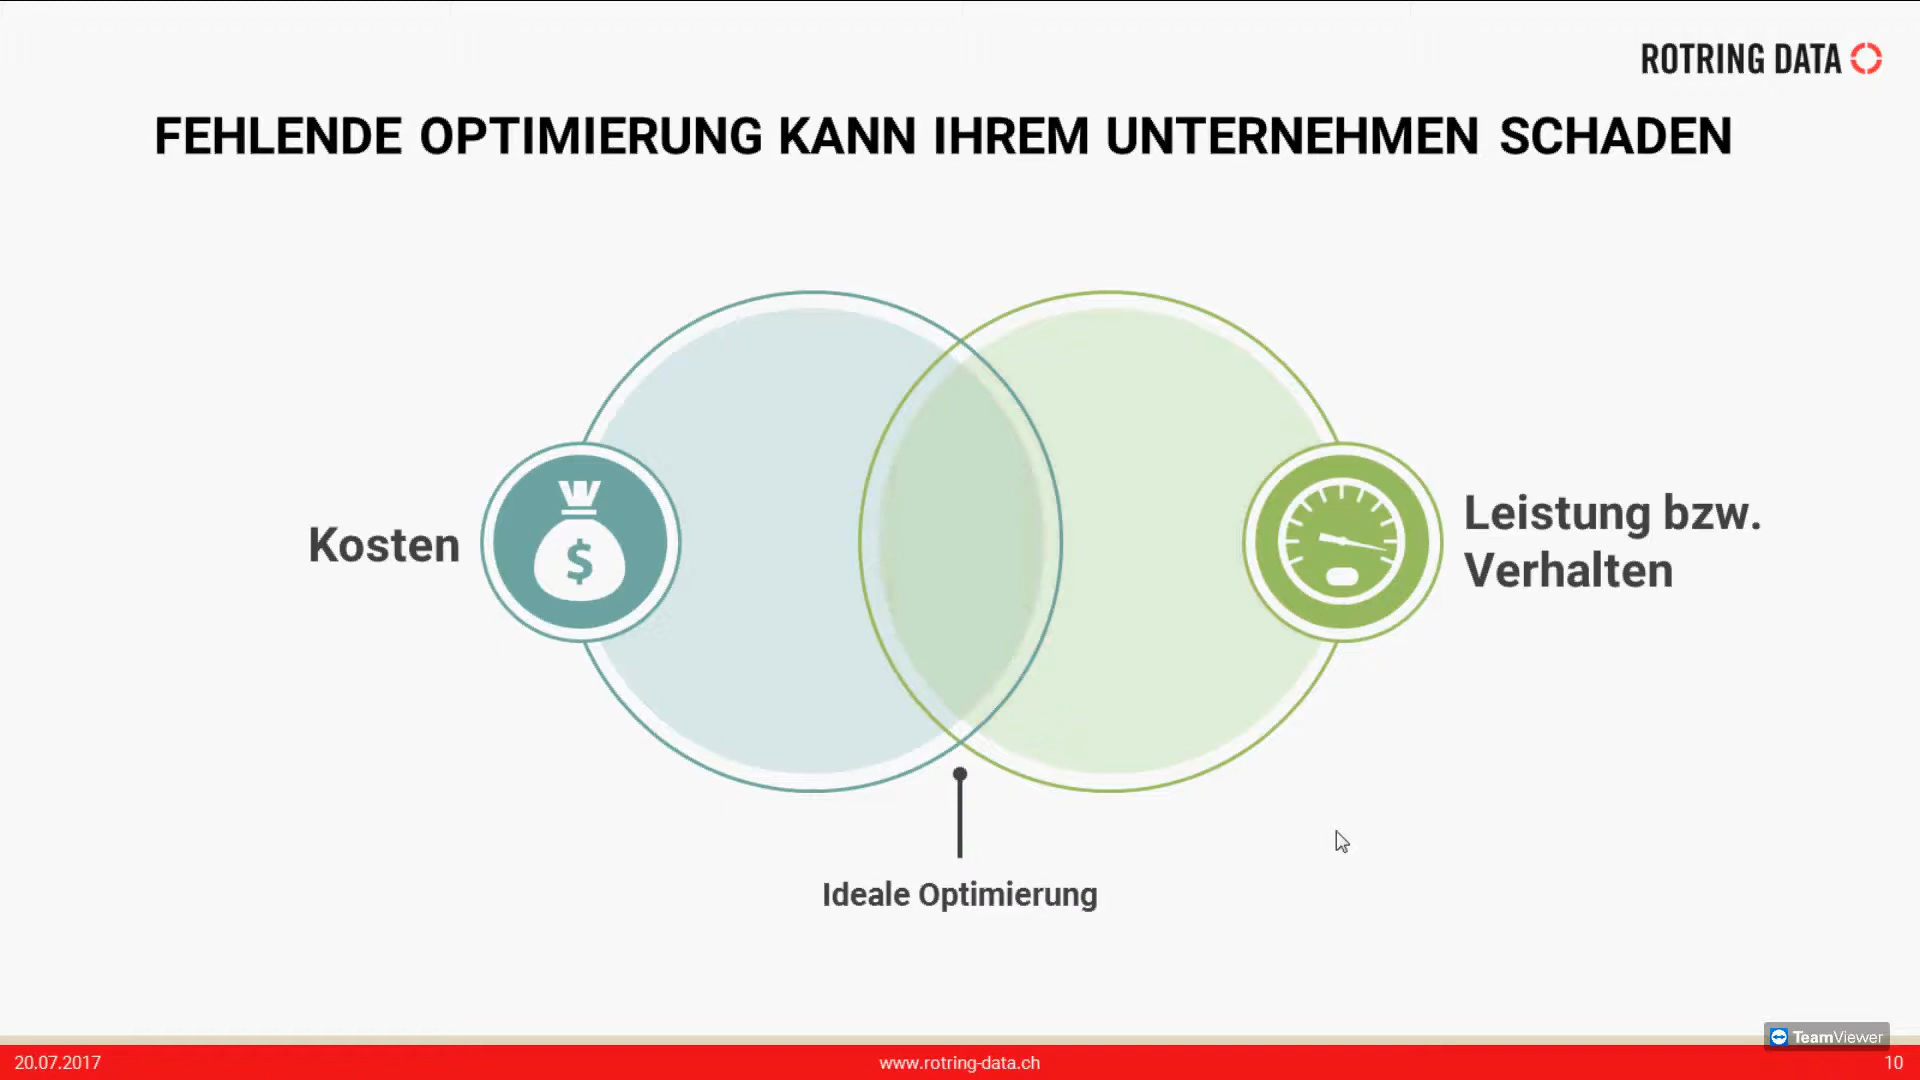 ROTRING DATA
FEHLENDE OPTIMIERUNG KANN IHREM UNTERNEHMEN SCHADEN
Kosten
$
Leistung bzw.
Verhalten
Ideale Optimierung
TeamViewer
20.07.2017
www.rotring-data.ch
10